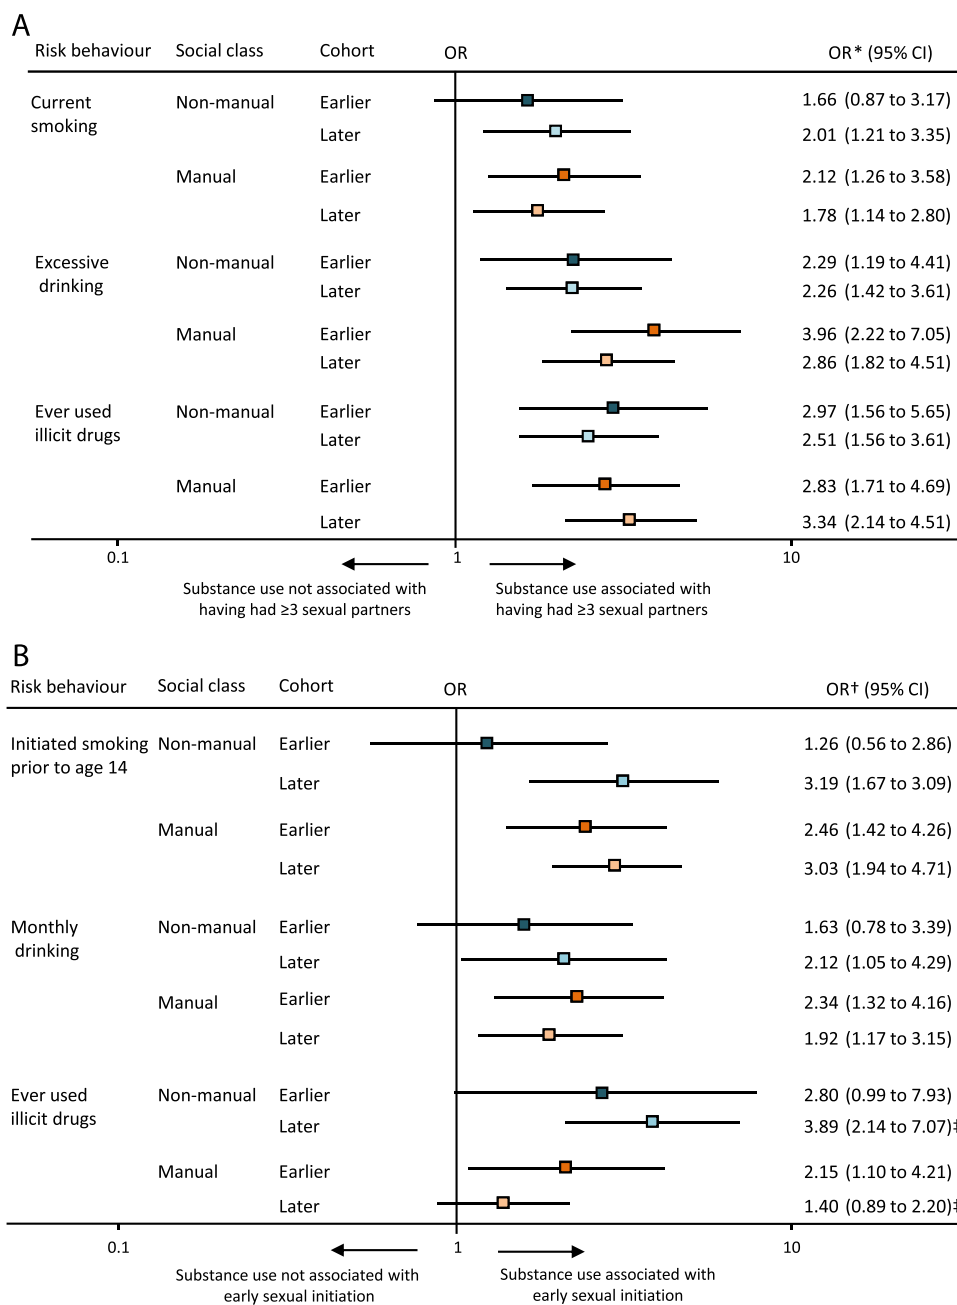 A
Risk behaviour Social class Cohort OR OR* (95% CI)
Current smoking Non-manual Earlier 1.66 (0.87 to 3.17)
Later 2.01 (1.21 to 3.35)
Manual Earlier 2.12 (1.26 to 3.58)
Later 1.78 (1.14 to 2.80)
Excessive drinking Non-manual Earlier 2.29 (1.19 to 4.41)
Later 2.26 (1.42 to 3.61)
Manual Earlier 3.96 (2.22 to 7.05)
Later 2.86 (1.82 to 4.51)
Ever used illicit drugs Non-manual Earlier 2.97 (1.56 to 5.65)
Later 2.51 (1.56 to 3.61)
Manual Earlier 2.83 (1.71 to 4.69)
Later 3.34 (2.14 to 4.51)
0.1 1 10
Substance use not associated with
having had ≥3 sexual partners
Substance use associated with
having had ≥3 sexual partners
B
Risk behaviour Social class Cohort OR OR† (95% CI)
Initiated smoking prior to age 14 Non-manual Earlier 1.26 (0.56 to 2.86)
Later 3.19 (1.67 to 3.09)
Manual Earlier 2.46 (1.42 to 4.26)
Later 3.03 (1.94 to 4.71)
Monthly drinking Non-manual Earlier 1.63 (0.78 to 3.39)
Later 2.12 (1.05 to 4.29)
Manual Earlier 2.34 (1.32 to 4.16)
Later 1.92 (1.17 to 3.15)
Ever used illicit drugs Non-manual Earlier 2.80 (0.99 to 7.93)
Later 3.89 (2.14 to 7.07)‡
Manual Earlier 2.15 (1.10 to 4.21)
Later 1.40 (0.89 to 2.20)‡
0.1 1 10
Substance use not associated with
early sexual initiation
Substance use associated with
early sexual initiation